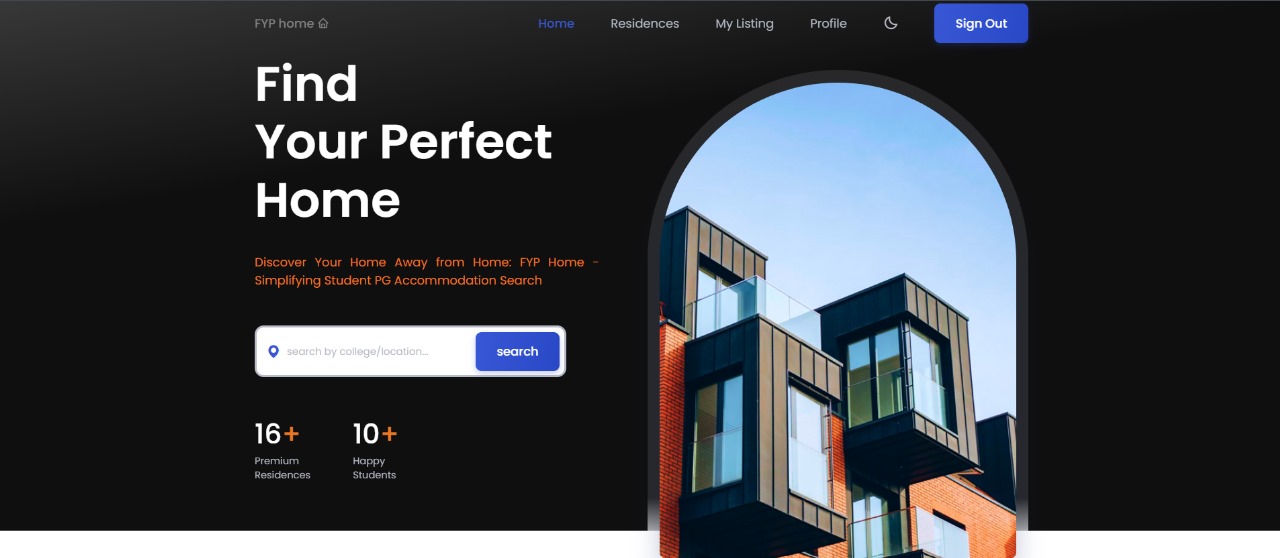 FYP home
Home
Residences
My Listing
Profile
Sign Out
Find
Your Perfect
Home
Discover Your Home Away from Home: FYP Home -
Simplifying Student PG Accommodation Search
search by college/location...
search
16+
Premium
Residences
10+
Happy
Students